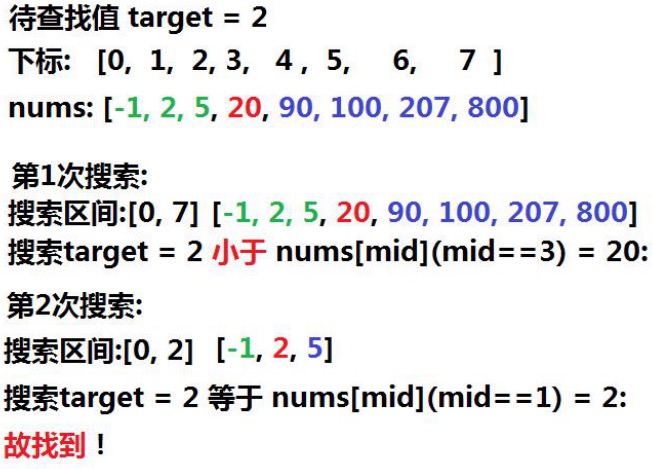 待查找值 target = 2
下标: [0, 1, 2, 3, 4 , 5, 6, 7 ]
nums: [-1, 2, 5, 20, 90, 100, 207, 800]
第1次搜索:
搜索区间:[0, 7] [-1, 2, 5, 20, 90, 100, 207, 800]
搜索target = 2 小于 nums[mid](mid==3) = 20:
第2次搜索:
搜索区间:[0, 2] [-1, 2, 5]
搜索target = 2 等于 nums[mid](mid==1) = 2:
故找到！